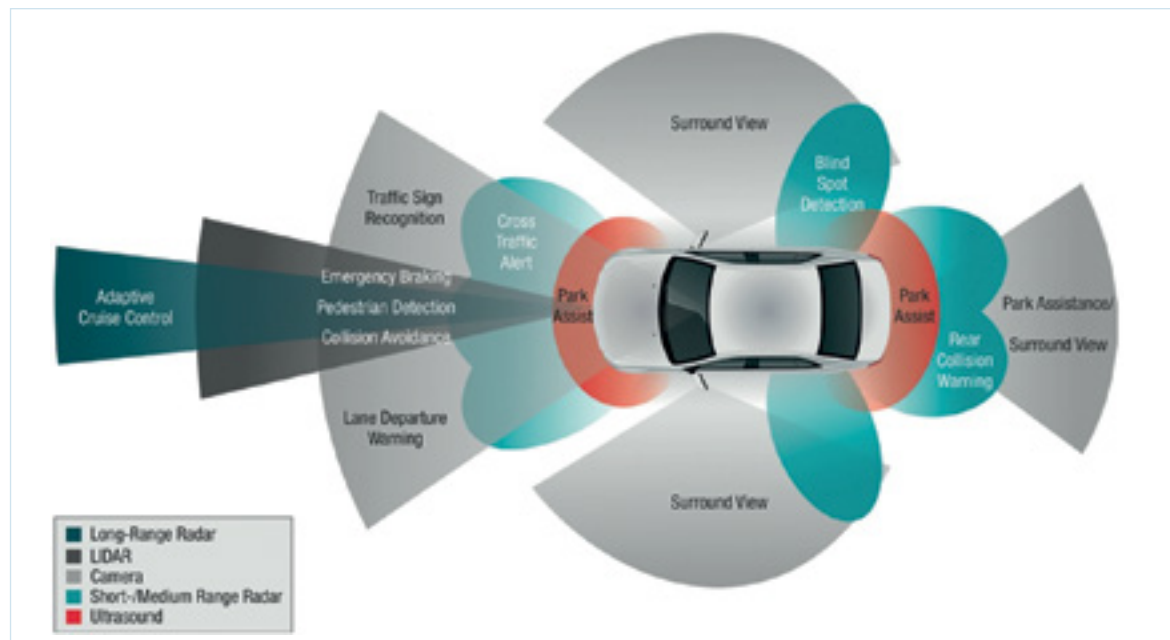 Surround View
Blind
Spot
Detection
Traffic Sign
Recognition
Cross
Traffic
Alert
Emergency Braking
Adaptive
Cruise Control
Pedestrian Detection
Collision Avoidance
Park
Assist
Park
Assist
Park Assistance/
Surround View
Rear
Collision
Warning
Lane Departure
Warning
Surround View
Long-Range Radar
LIDAR
Camera
Short-/Medium Range Radar
Ultrasound